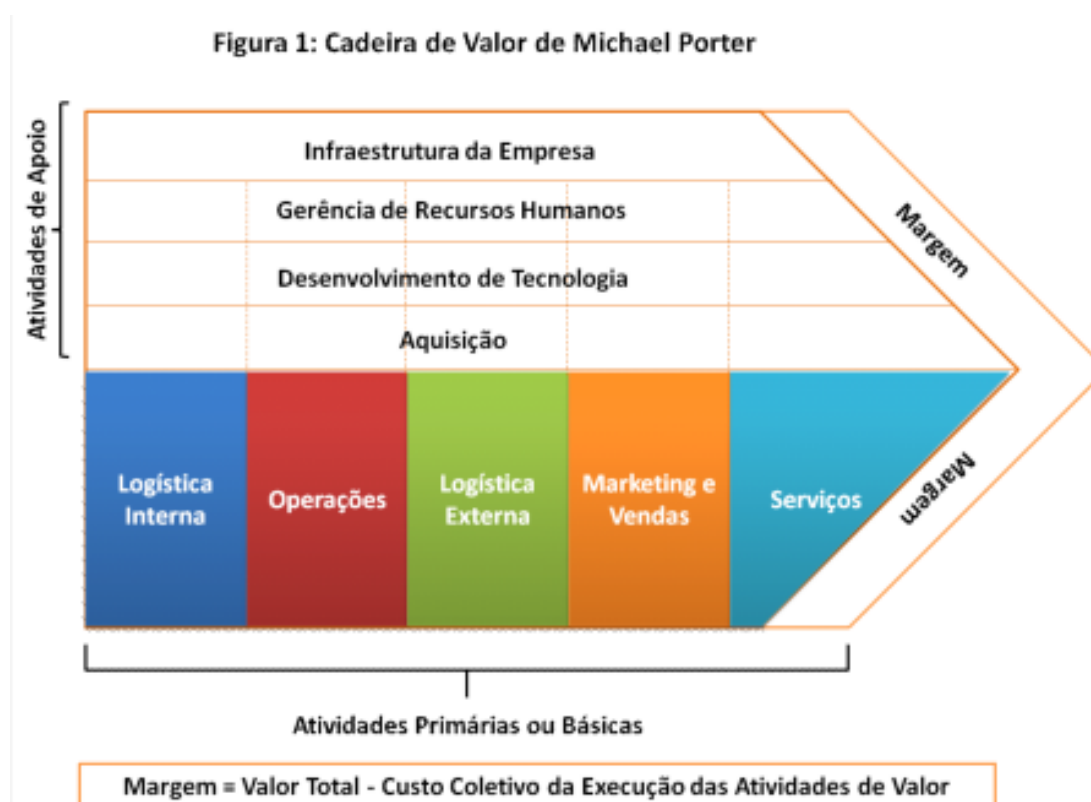 Figura 1: Cadeira de Valor de Michael Porter
Atividades de Apoio
Infraestrutura da Empresa
Gerência de Recursos Humanos
Desenvolvimento de Tecnologia
Aquisição
Margem
Logística
Interna
Operações
Logística
Externa
Marketing e
Vendas
Serviços
Margem
Atividades Primárias ou Básicas
Margem = Valor Total - Custo Coletivo da Execução das Atividades de Valor